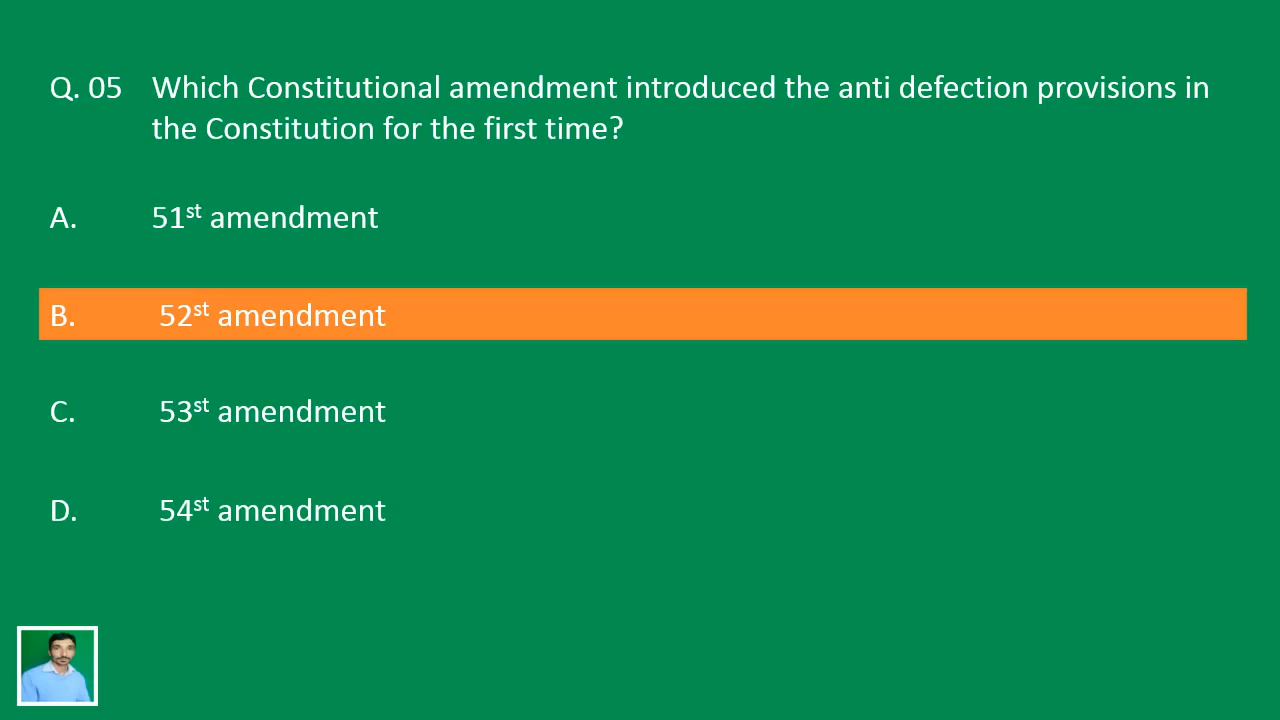 Q. 05 Which Constitutional amendment introduced the anti defection provisions in
the Constitution for the first time?
A. 51st amendment
B. 52st amendment
C. 53st amendment
D. 54st amendment